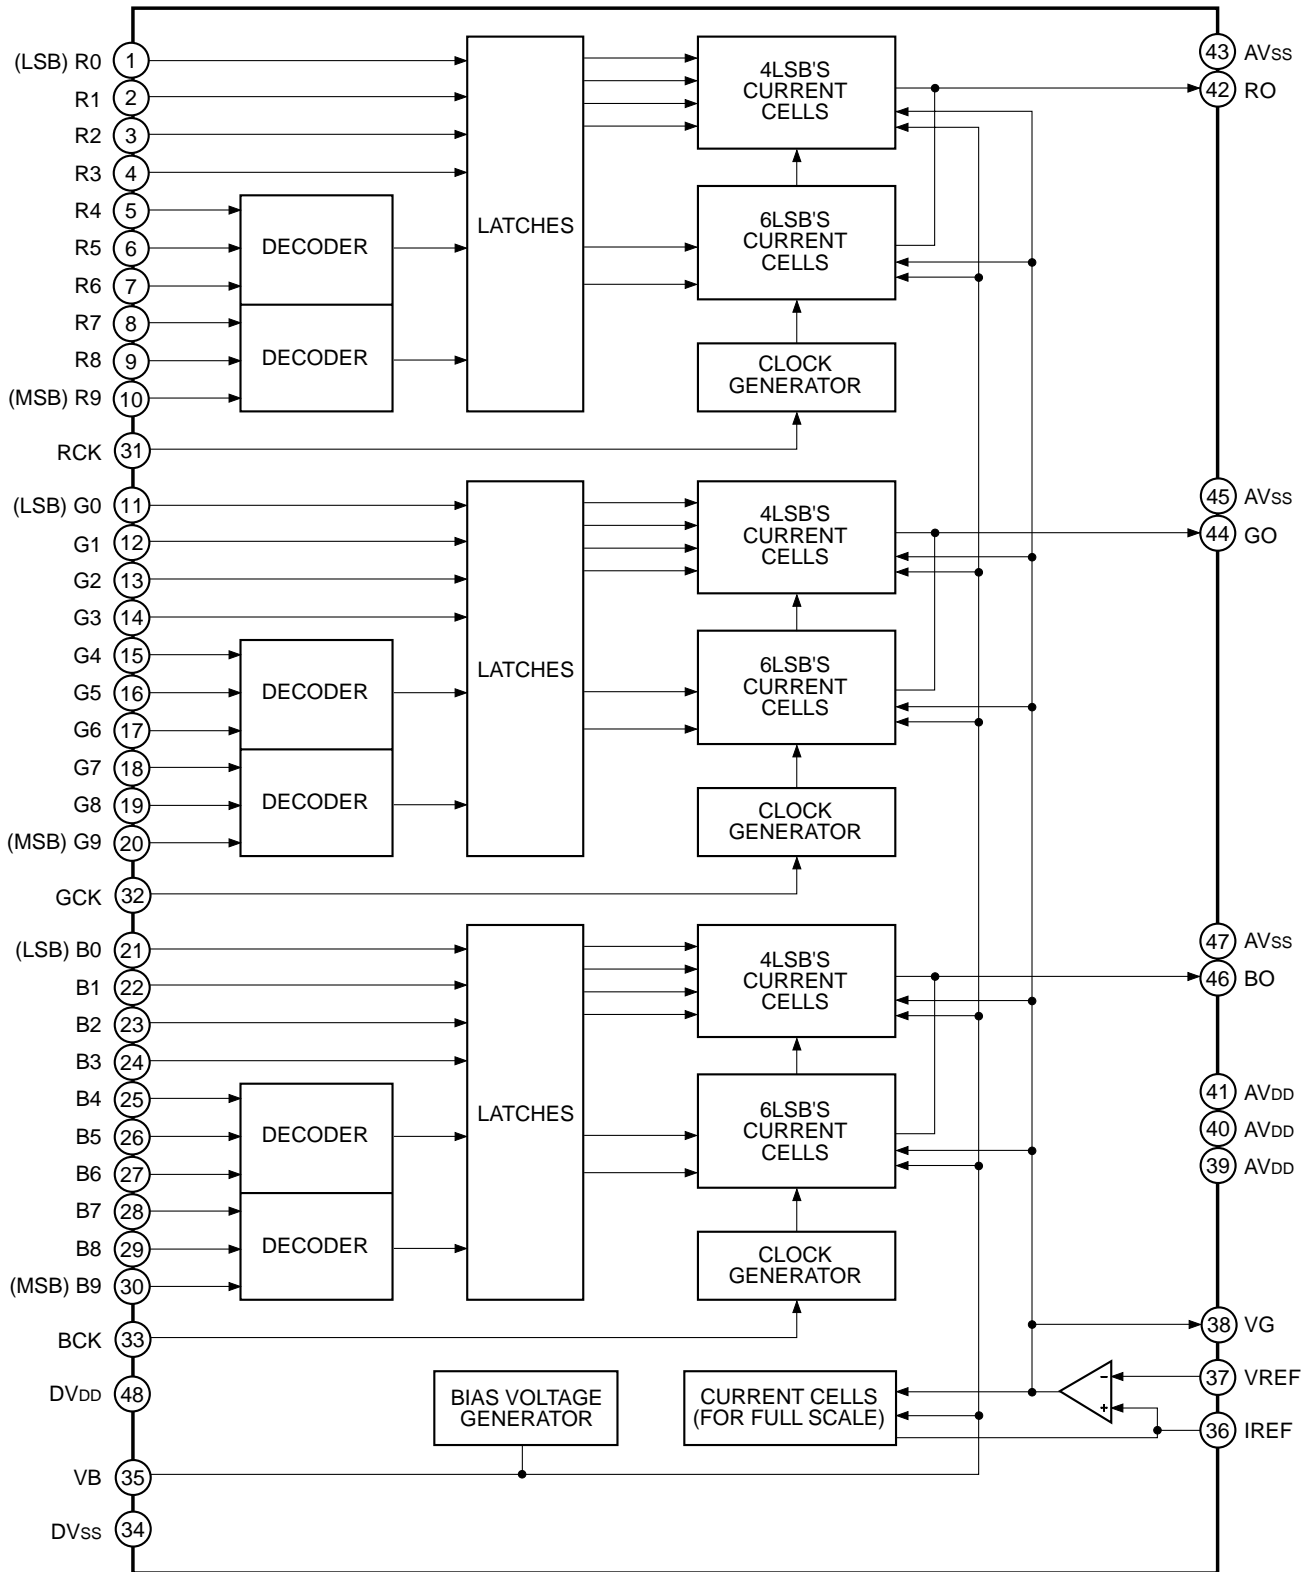 (LSB) R0 1
R1 2
R2 3
R3 4
R4 5
R5 6
R6 7
R7 8
R8 9
(MSB) R9 10
RCK 31
DECODER
DECODER
LATCHES
4LSB'S
CURRENT
CELLS
6LSB'S
CURRENT
CELLS
CLOCK
GENERATOR
43 AVSS
42 RO
(LSB) G0 11
G1 12
G2 13
G3 14
G4 15
G5 16
G6 17
G7 18
G8 19
(MSB) G9 20
GCK 32
DECODER
DECODER
LATCHES
4LSB'S
CURRENT
CELLS
6LSB'S
CURRENT
CELLS
CLOCK
GENERATOR
45 AVSS
44 GO
(LSB) B0 21
B1 22
B2 23
B3 24
B4 25
B5 26
B6 27
B7 28
B8 29
(MSB) B9 30
BCK 33
DECODER
DECODER
LATCHES
4LSB'S
CURRENT
CELLS
6LSB'S
CURRENT
CELLS
CLOCK
GENERATOR
47 AVSS
46 BO
41 AVDD
40 AVDD
39 AVDD
DVDD 48
VB 35
DVSS 34
BIAS VOLTAGE
GENERATOR
CURRENT CELLS
(FOR FULL SCALE)
-
+
38 VG
37 VREF
36 IREF